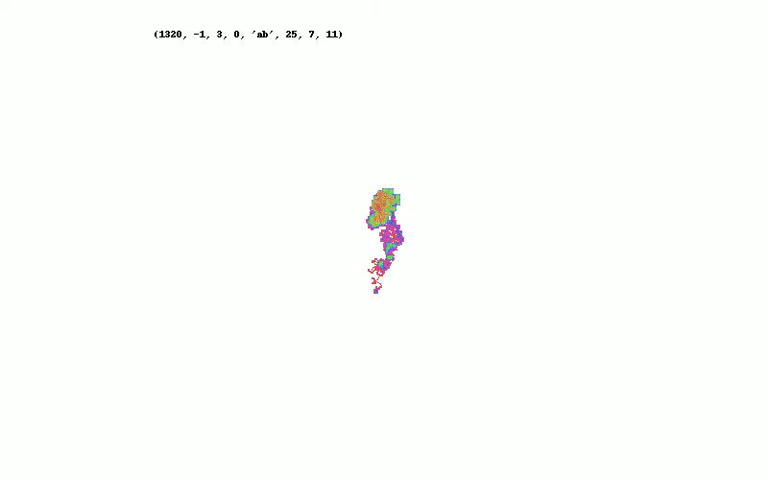 (1320, -1, 3, 0, 'ab', 25, 7, 11)